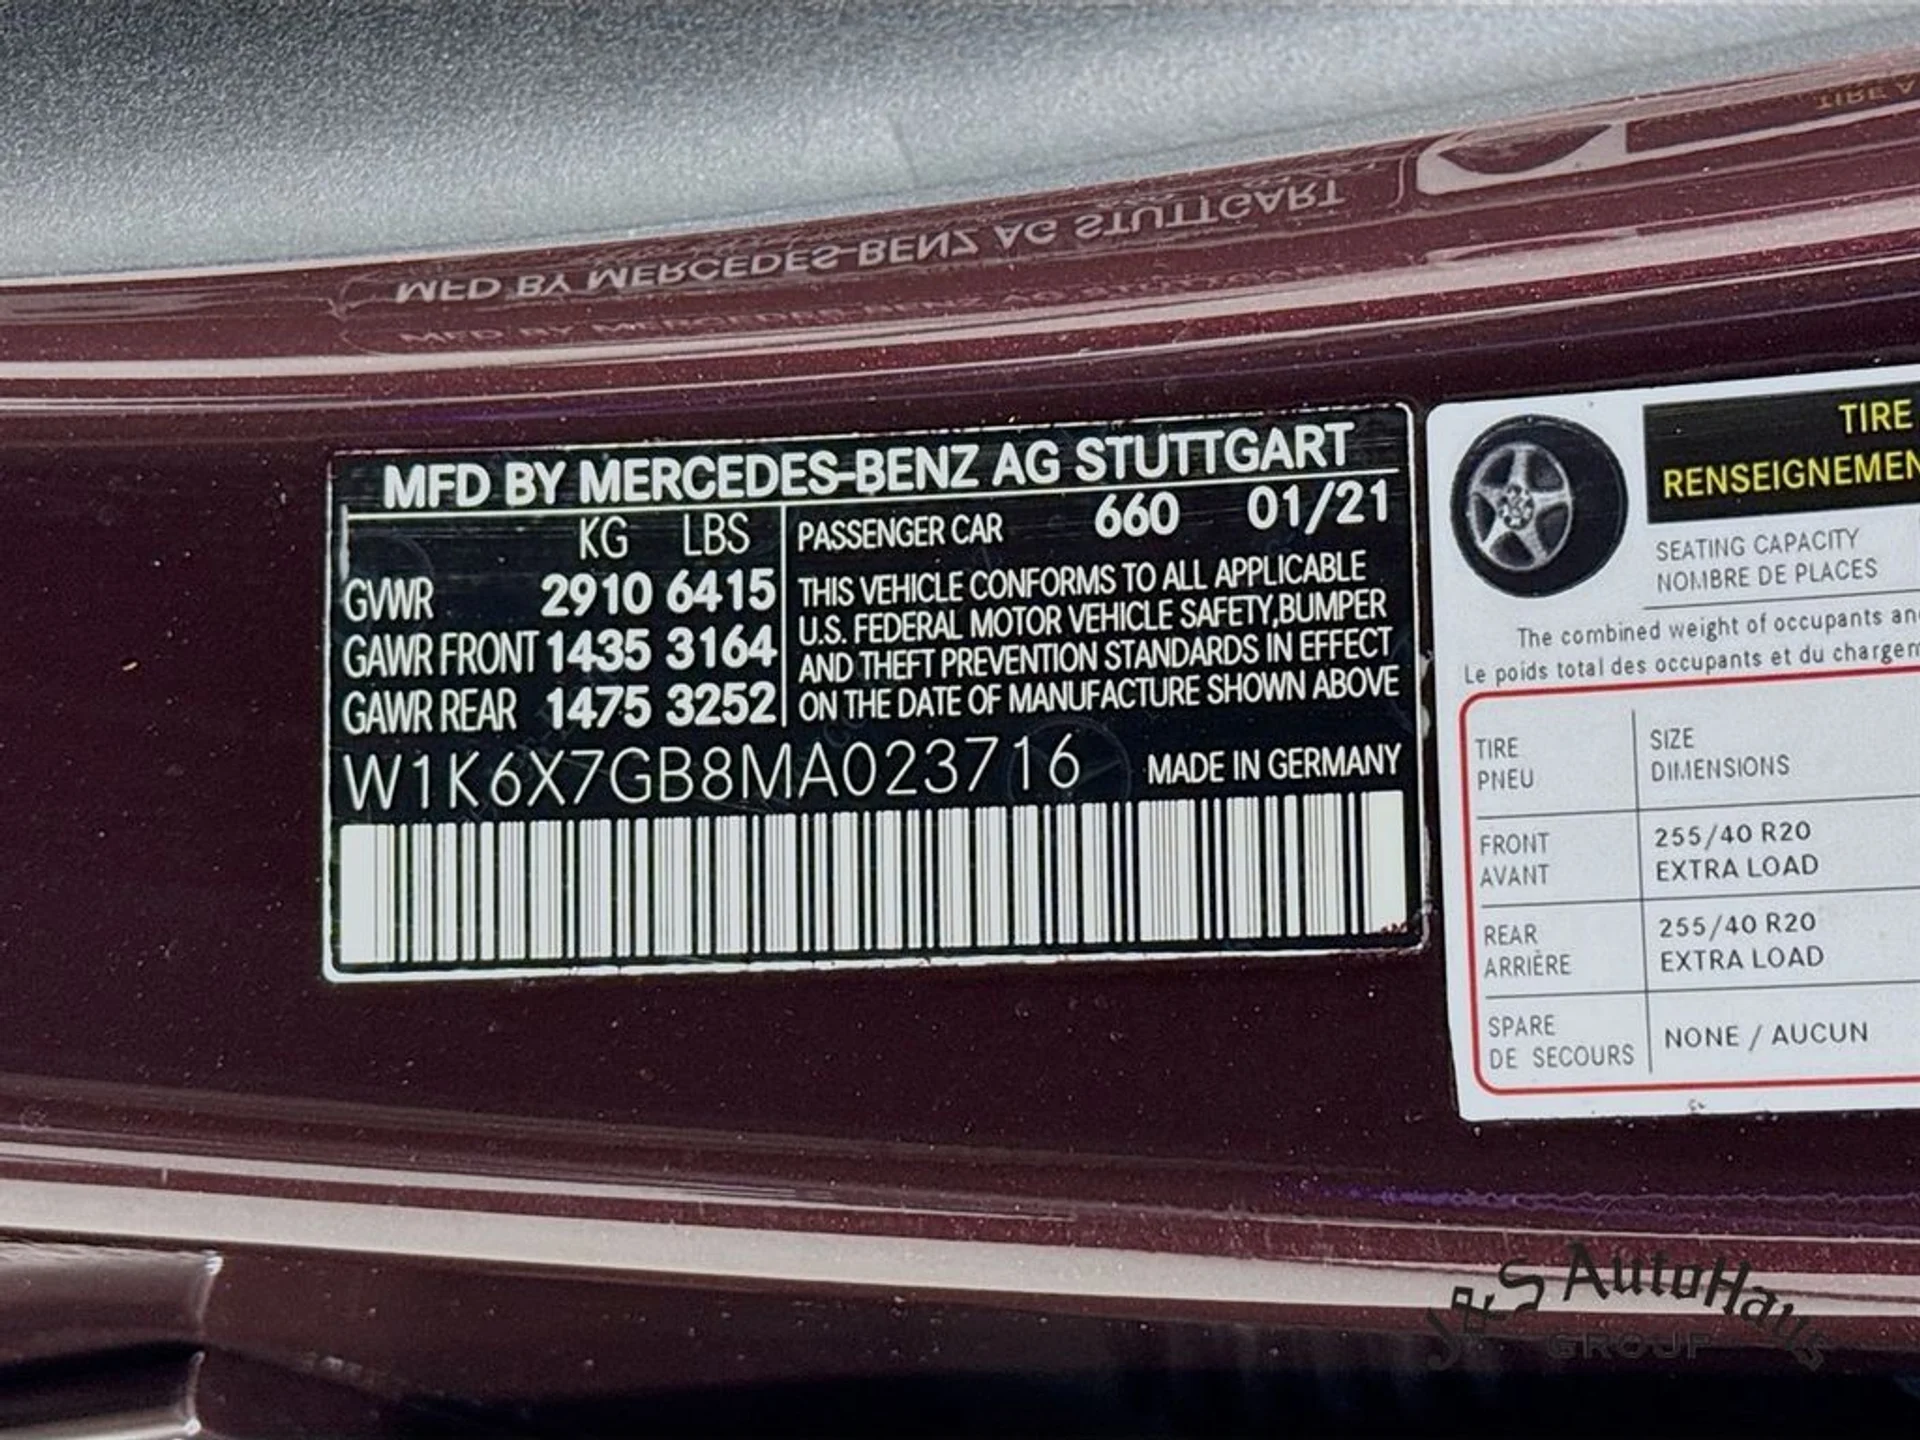 MFD BY MERCEDES-BENZ AG STUTTGART
MFD BY MERCEDES-BENZ AG STUTTGART
KG LBS
GVWR 2910 6415
GAWR FRONT 1435 3164
GAWR REAR 1475 3252
PASSENGER CAR 660 01/21
THIS VEHICLE CONFORMS TO ALL APPLICABLE
U.S. FEDERAL MOTOR VEHICLE SAFETY,BUMPER
AND THEFT PREVENTION STANDARDS IN EFFECT
ON THE DATE OF MANUFACTURE SHOWN ABOVE
W1K6X7GB8MA023716 MADE IN GERMANY
TIRE
RENSEIGNEMEN
SEATING CAPACITY
NOMBRE DE PLACES
The combined weight of occupants an
Le poids total des occupants et du chargem
TIRE
PNEU
SIZE
DIMENSIONS
FRONT
AVANT
255/40 R20
EXTRA LOAD
REAR
ARRIÈRE
255/40 R20
EXTRA LOAD
SPARE
DE SECOURS
NONE / AUCUN
J&S AutoHaus
GROUP